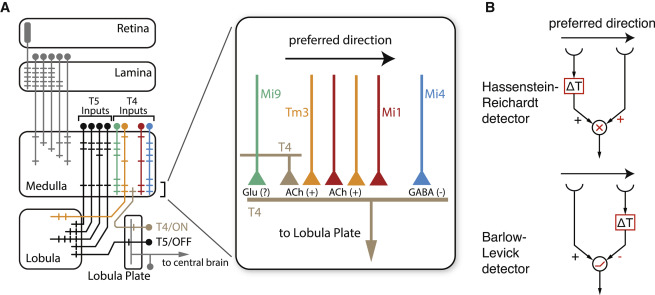 A
Retina
Lamina
T5
Inputs
T4
Inputs
Medulla
Lobula
T4/ON
T5/OFF
to central brain
Lobula Plate
preferred direction
Mi9
Tm3
Mi1
Mi4
T4
Glu (?)
ACh (+)
ACh (+)
GABA (-)
T4
to Lobula Plate
B
preferred direction
Hassenstein-
Reichardt
detector
ΔT
+
+
×
Barlow-
Levick
detector
ΔT
+
-